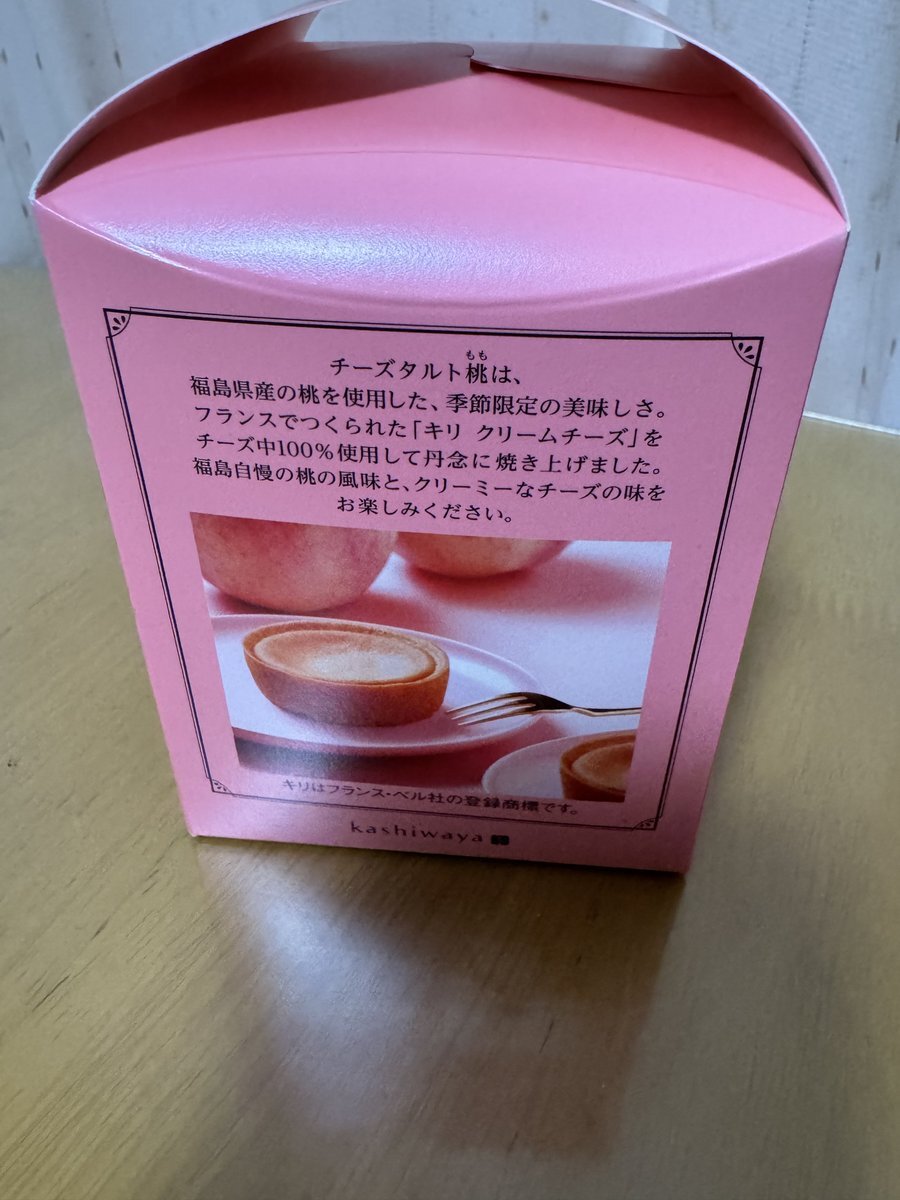 もも
チーズタルト桃は、
福島県産の桃を使用した、季節限定の美味しさ。
フランスでつくられた「キリ クリームチーズ」を
チーズ中100%使用して丹念に焼き上げました。
福島自慢の桃の風味と、クリーミーなチーズの味を
お楽しみください。
キリはフランス・ベル社の登録商標です。
kashiwaya